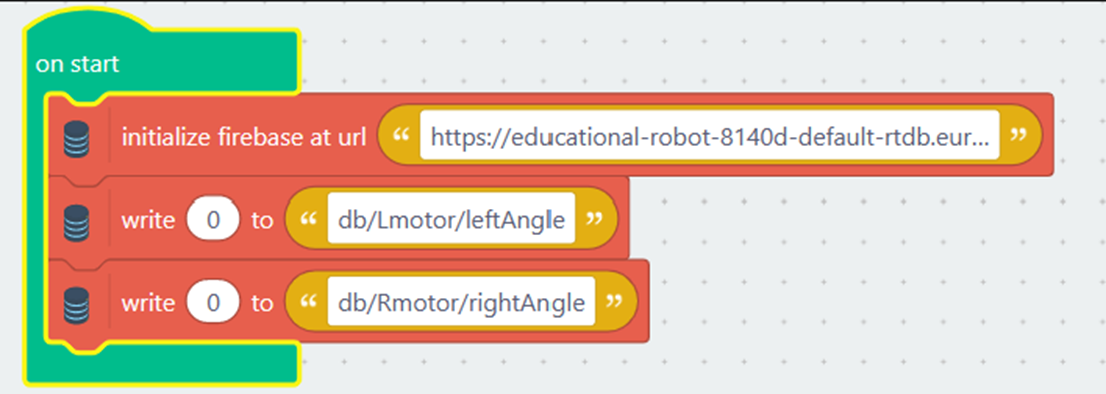 on start
initialize firebase at url “ https://educational-robot-8140d-default-rtdb.eur... ”
write 0 to “ db/Lmotor/leftAngle ”
write 0 to “ db/Rmotor/rightAngle ”